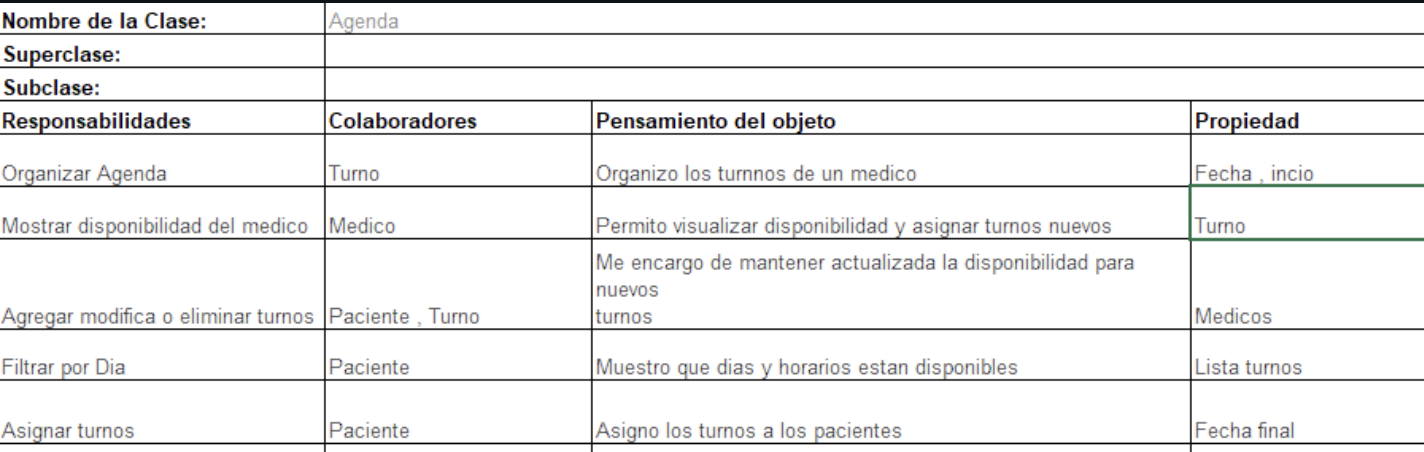 Nombre de la Clase: Agenda
Superclase:
Subclase:
Responsabilidades Colaboradores Pensamiento del objeto Propiedad
Organizar Agenda Turno Organizo los turnnos de un medico Fecha , incio
Mostrar disponibilidad del medico Medico Permito visualizar disponibilidad y asignar turnos nuevos Turno
Me encargo de mantener actualizada la disponibilidad para
nuevos
Agregar modifica o eliminar turnos Paciente , Turno turnos Medicos
Filtrar por Dia Paciente Muestro que dias y horarios estan disponibles Lista turnos
Asignar turnos Paciente Asigno los turnos a los pacientes Fecha final